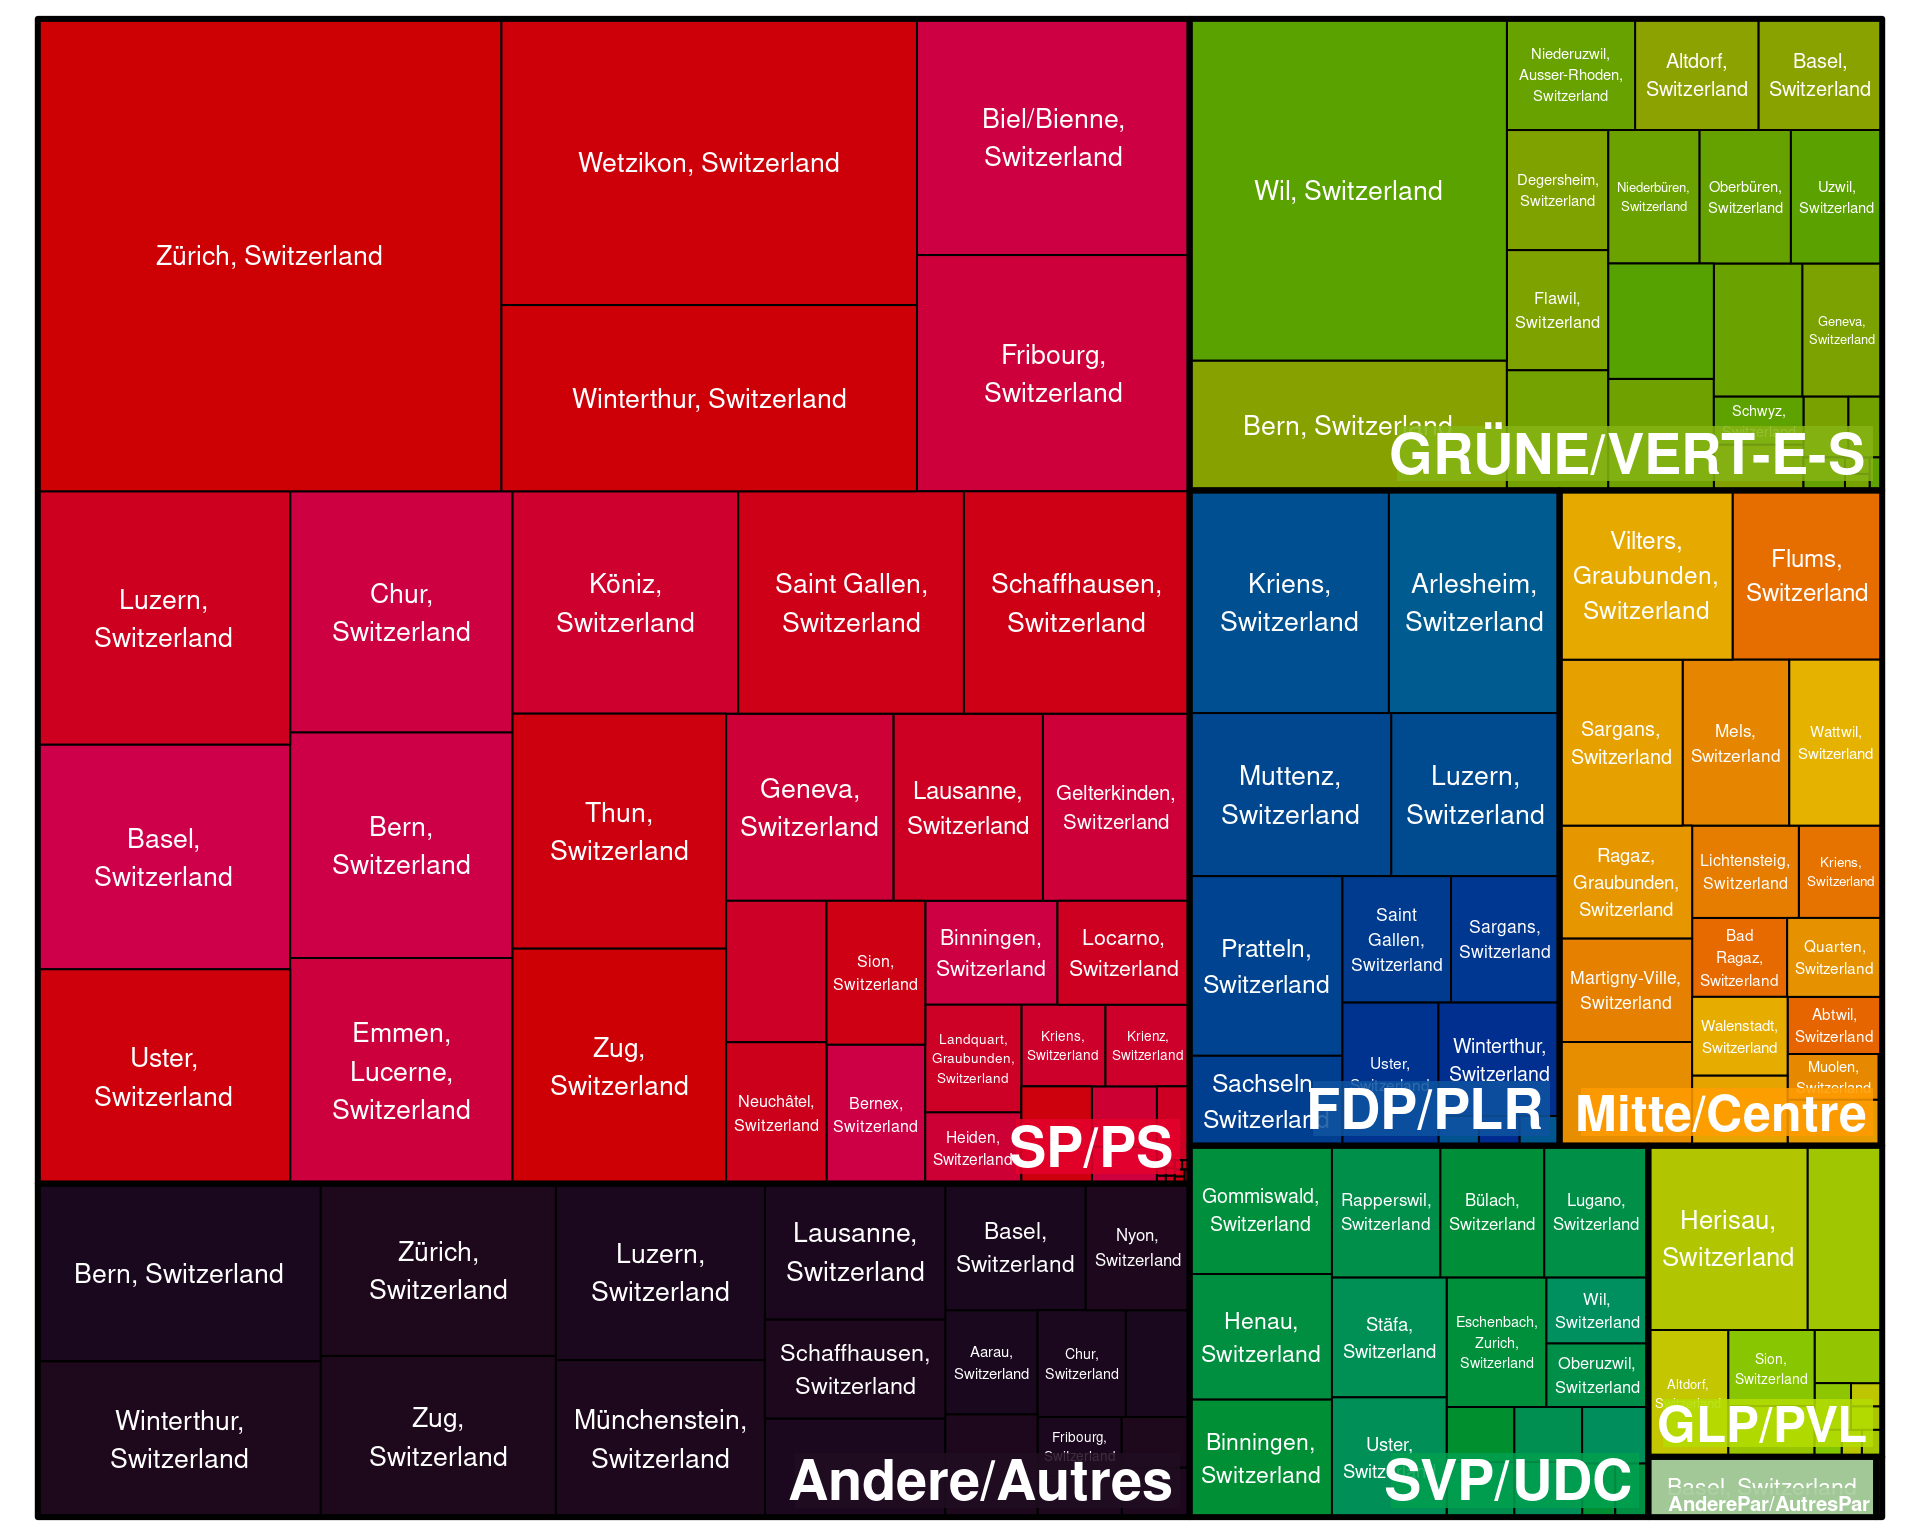 Zürich, Switzerland
Wetzikon, Switzerland
Winterthur, Switzerland
Biel/Bienne,
Switzerland
Fribourg,
Switzerland
Luzern,
Switzerland
Chur,
Switzerland
Köniz,
Switzerland
Saint Gallen,
Switzerland
Schaffhausen,
Switzerland
Basel,
Switzerland
Bern,
Switzerland
Thun,
Switzerland
Geneva,
Switzerland
Lausanne,
Switzerland
Gelterkinden,
Switzerland
Uster,
Switzerland
Emmen,
Lucerne,
Switzerland
Zug,
Switzerland
Sion,
Switzerland
Binningen,
Switzerland
Locarno,
Switzerland
Landquart,
Graubunden,
Switzerland
Kriens,
Switzerland
Krienz,
Switzerland
Neuchâtel,
Switzerland
Bernex,
Switzerland
Heiden,
Switzerland
SP/PS
Bern, Switzerland
Zürich,
Switzerland
Luzern,
Switzerland
Lausanne,
Switzerland
Basel,
Switzerland
Nyon,
Switzerland
Winterthur,
Switzerland
Zug,
Switzerland
Münchenstein,
Switzerland
Schaffhausen,
Switzerland
Aarau,
Switzerland
Chur,
Switzerland
Fribourg,
Switzerland
Andere/Autres
Wil, Switzerland
Bern, Switzerland
Niederuzwil,
Ausser-Rhoden,
Switzerland
Altdorf,
Switzerland
Basel,
Switzerland
Degersheim,
Switzerland
Niederbüren,
Switzerland
Oberbüren,
Switzerland
Uzwil,
Switzerland
Flawil,
Switzerland
Geneva,
Switzerland
Schwyz,
Switzerland
GRÜNE/VERT-E-S
Kriens,
Switzerland
Arlesheim,
Switzerland
Muttenz,
Switzerland
Luzern,
Switzerland
Pratteln,
Switzerland
Saint
Gallen,
Switzerland
Sargans,
Switzerland
Sachseln,
Switzerland
Uster,
Switzerland
Winterthur,
Switzerland
FDP/PLR
Vilters,
Graubunden,
Switzerland
Flums,
Switzerland
Sargans,
Switzerland
Mels,
Switzerland
Wattwil,
Switzerland
Ragaz,
Graubunden,
Switzerland
Lichtensteig,
Switzerland
Kriens,
Switzerland
Martigny-Ville,
Switzerland
Bad
Ragaz,
Switzerland
Quarten,
Switzerland
Walenstadt,
Switzerland
Abtwil,
Switzerland
Muolen,
Switzerland
Mitte/Centre
Gommiswald,
Switzerland
Rapperswil,
Switzerland
Bülach,
Switzerland
Lugano,
Switzerland
Henau,
Switzerland
Stäfa,
Switzerland
Eschenbach,
Zurich,
Switzerland
Wil,
Switzerland
Oberuzwil,
Switzerland
Binningen,
Switzerland
Uster,
Switzerland
SVP/UDC
Herisau,
Switzerland
Altdorf,
Switzerland
Sion,
Switzerland
GLP/PVL
Basel, Switzerland
AnderePar/AutresPar